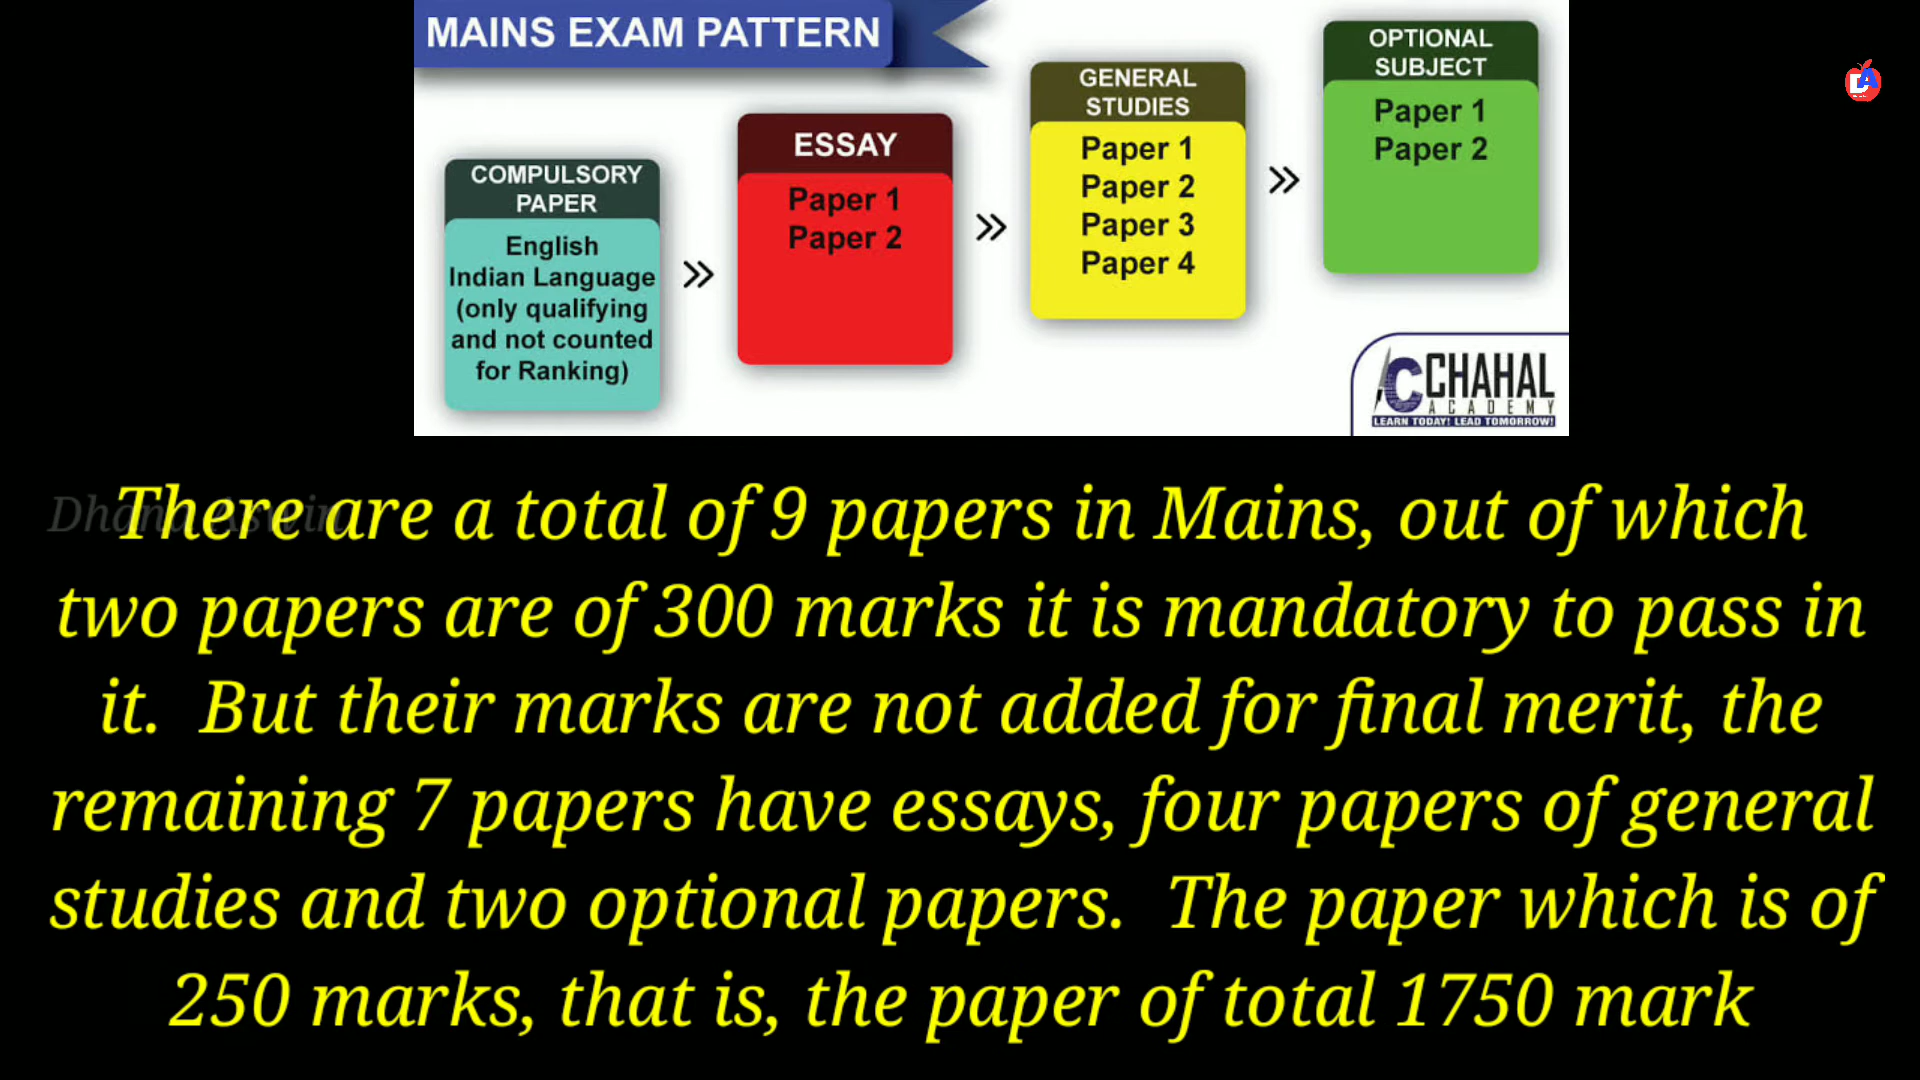 MAINS EXAM PATTERN
COMPULSORY
PAPER
English
Indian Language
(only qualifying
and not counted
for Ranking)
»
ESSAY
Paper 1
Paper 2
»
GENERAL
STUDIES
Paper 1
Paper 2
Paper 3
Paper 4
»
OPTIONAL
SUBJECT
Paper 1
Paper 2
DA
C CHAHAL
ACADEMY
LEARN TODAY! LEAD TOMORROW!
Dhana Aswin
There are a total of 9 papers in Mains, out of which
two papers are of 300 marks it is mandatory to pass in
it.  But their marks are not added for final merit, the
remaining 7 papers have essays, four papers of general
studies and two optional papers.  The paper which is of
250 marks, that is, the paper of total 1750 mark